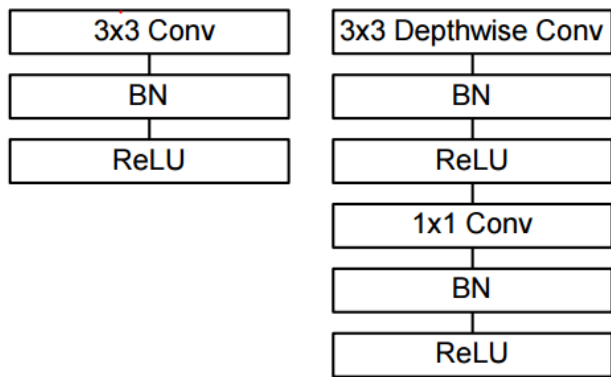 3x3 Conv
BN
ReLU
3x3 Depthwise Conv
BN
ReLU
1x1 Conv
BN
ReLU